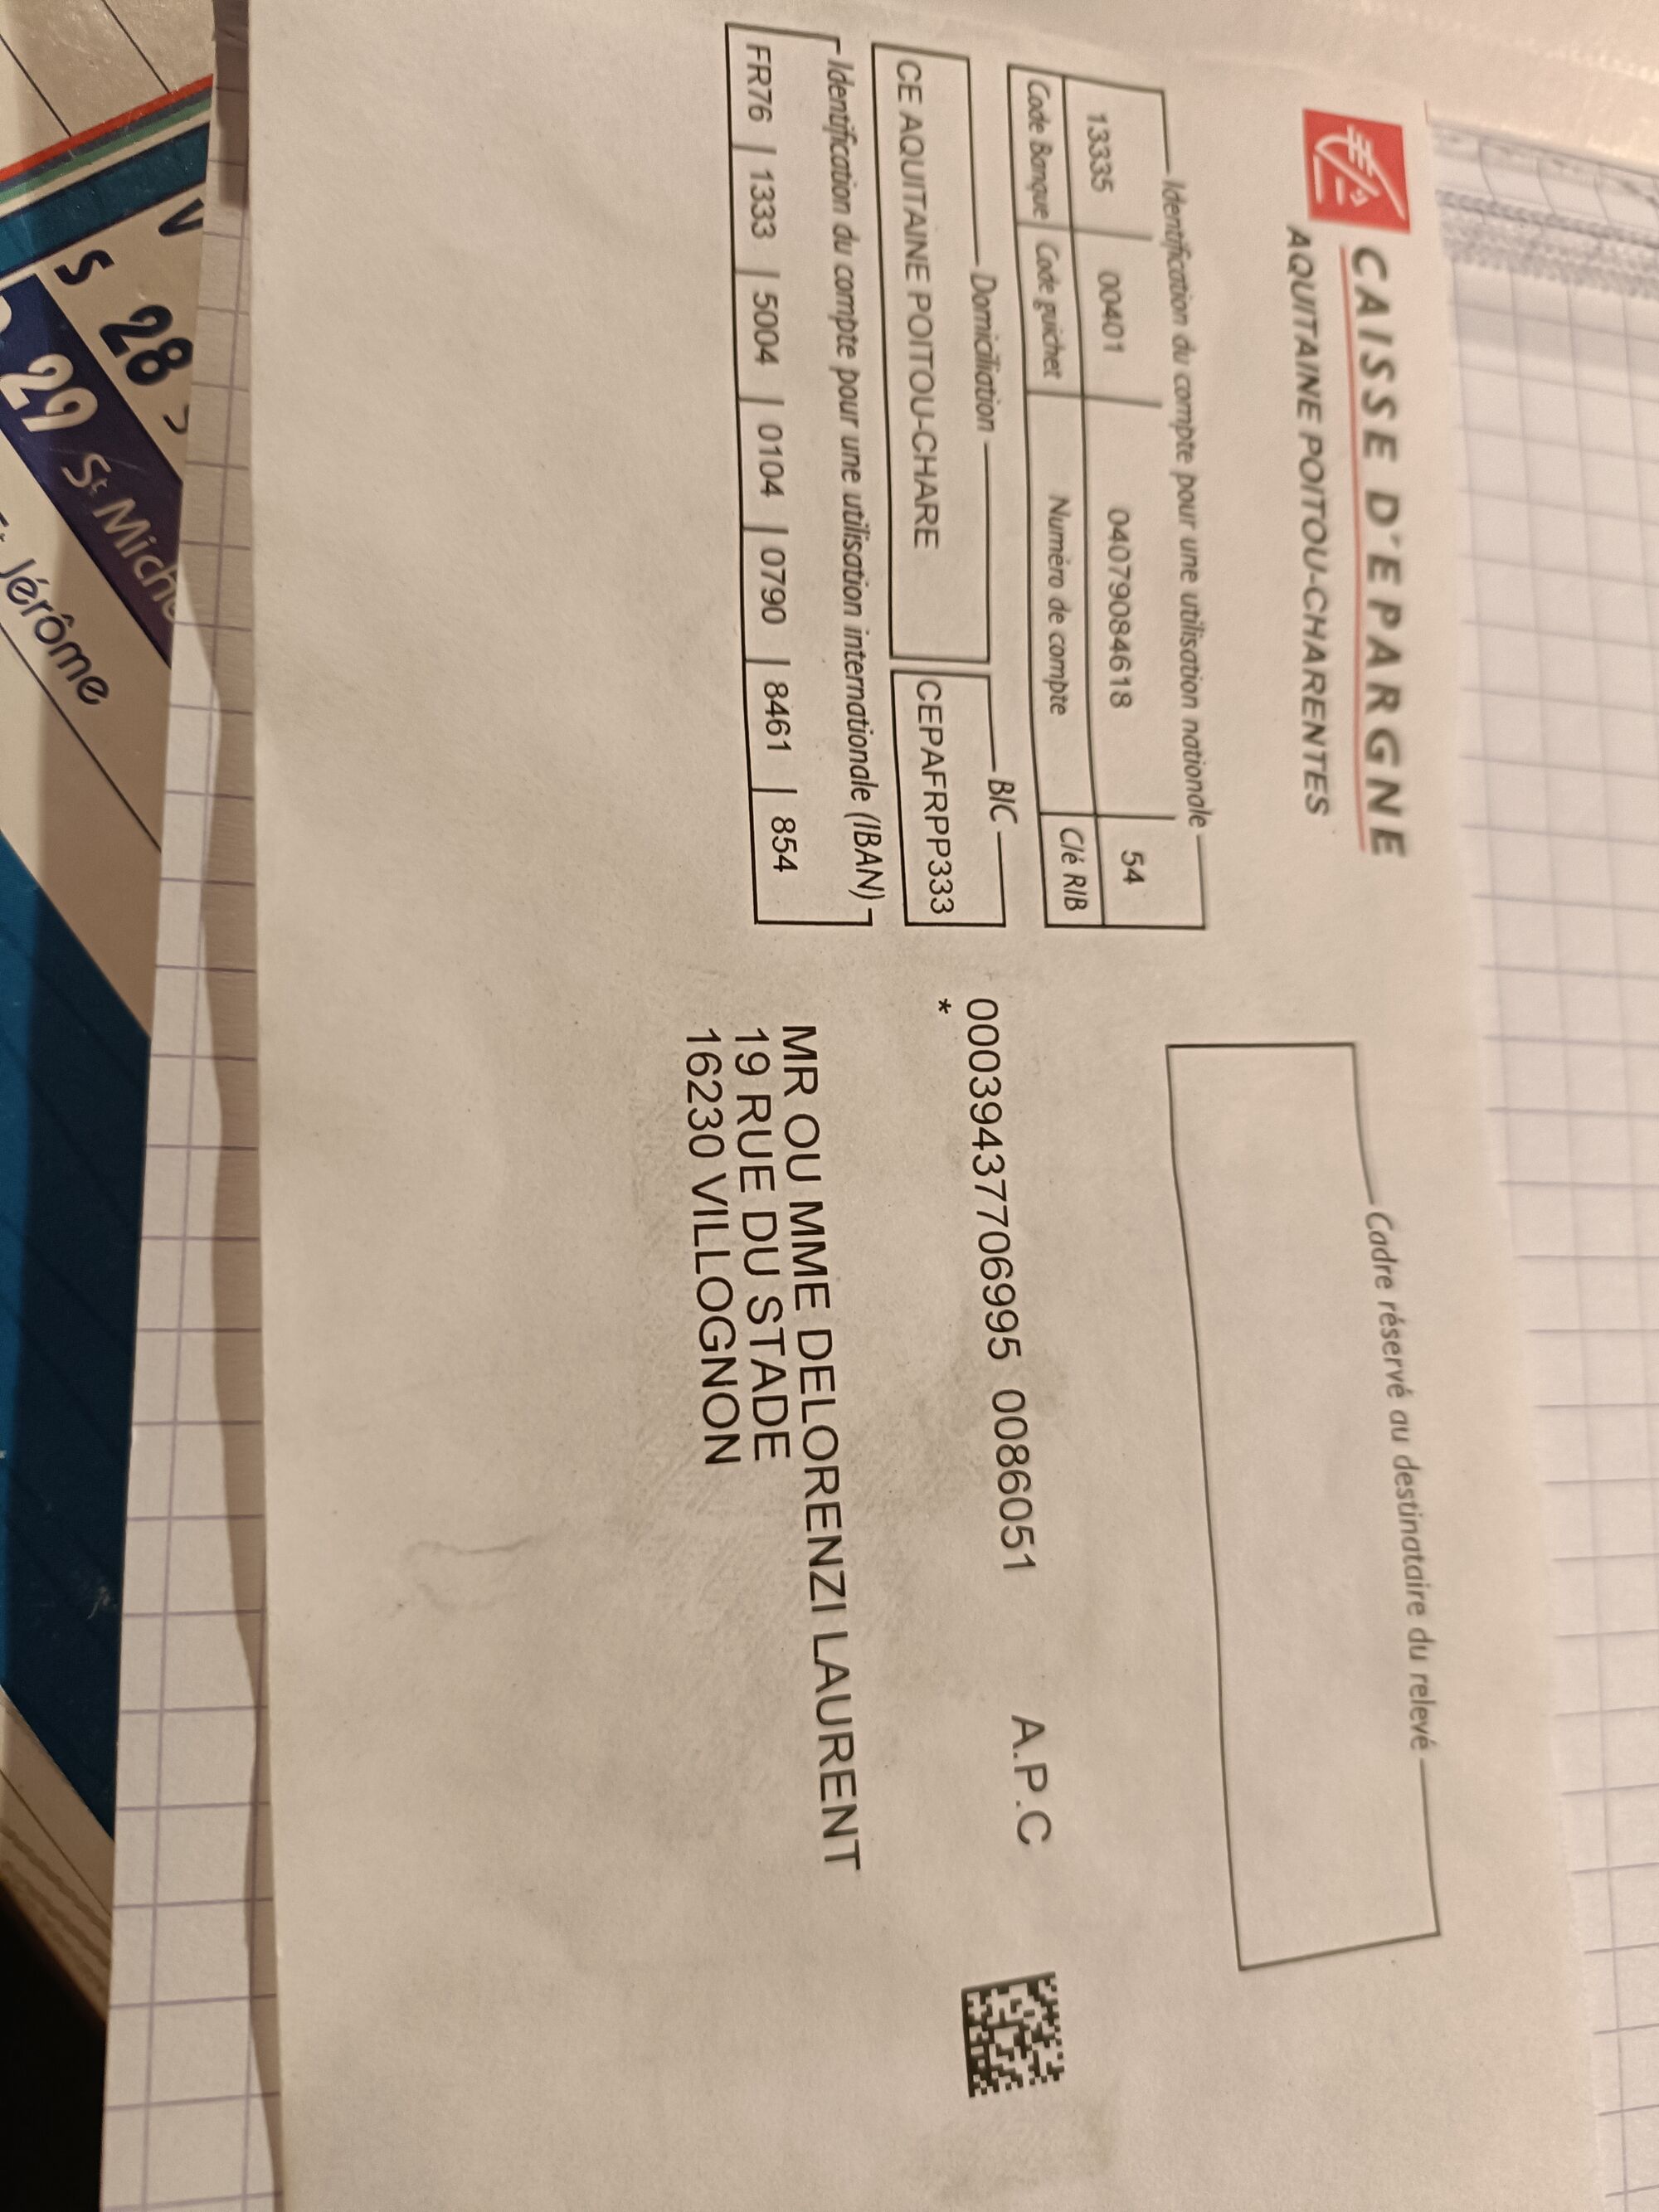 CAISSE D'EPARGNE
AQUITAINE POITOU-CHARENTES
Identification du compte pour une utilisation nationale
13335 00401 04079084618 54
Code Banque Code guichet Numéro de compte Clé RIB
Domiciliation BIC
CE AQUITAINE POITOU-CHARE CEPAFRPP333
Identification du compte pour une utilisation internationale (IBAN)
FR76 | 1333 | 5004 | 0104 | 0790 | 8461 | 854
Cadre réservé au destinataire du relevé
00039437706995 0086051 A.P.C
*
MR OU MME DELORENZI LAURENT
19 RUE DU STADE
16230 VILLOGNON
V
S 28
29 St Mich
Jérôme